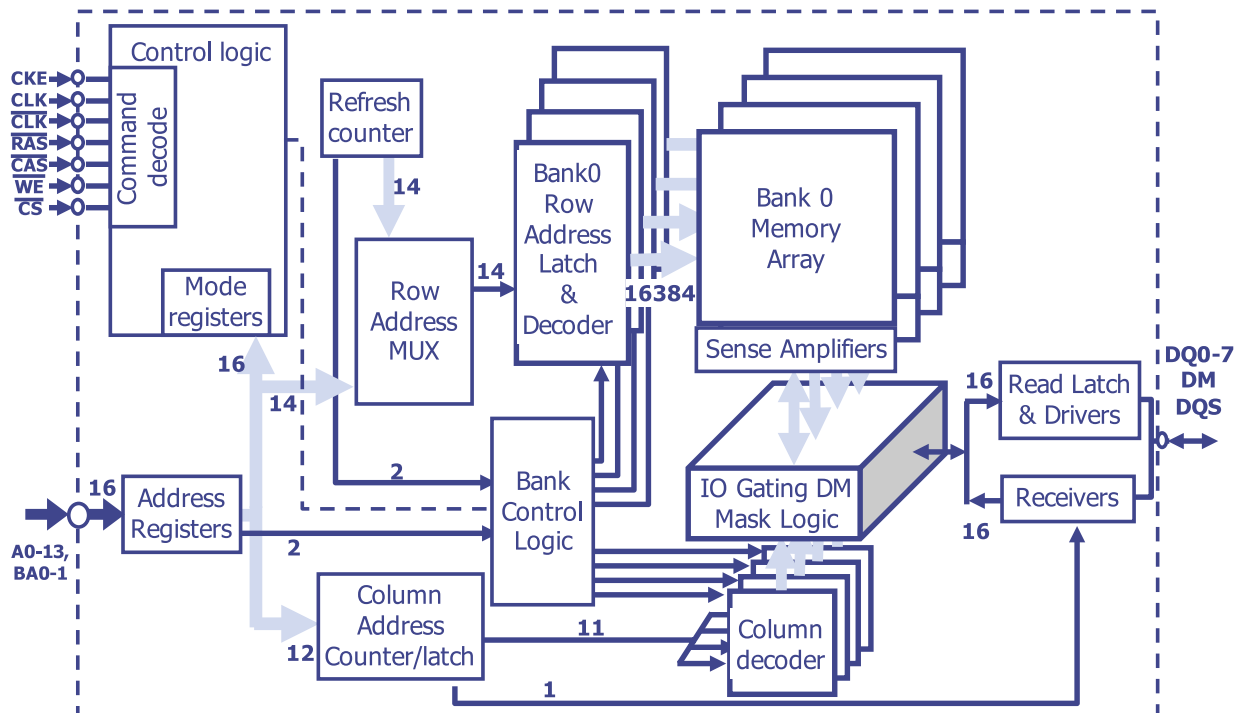 Control logic
CKE
CLK
CLK
RAS
CAS
WE
CS
Command
decode
Mode
registers
Refresh
counter
14
Row
Address
MUX
14
Bank0
Row
Address
Latch
&
Decoder
16384
Bank 0
Memory
Array
Sense Amplifiers
16
14
16
Address
Registers
A0-13,
BA0-1
2
2
Bank
Control
Logic
IO Gating DM
Mask Logic
16
Read Latch
& Drivers
DQ0-7
DM
DQS
Receivers
16
12
Column
Address
Counter/latch
11
Column
decoder
1